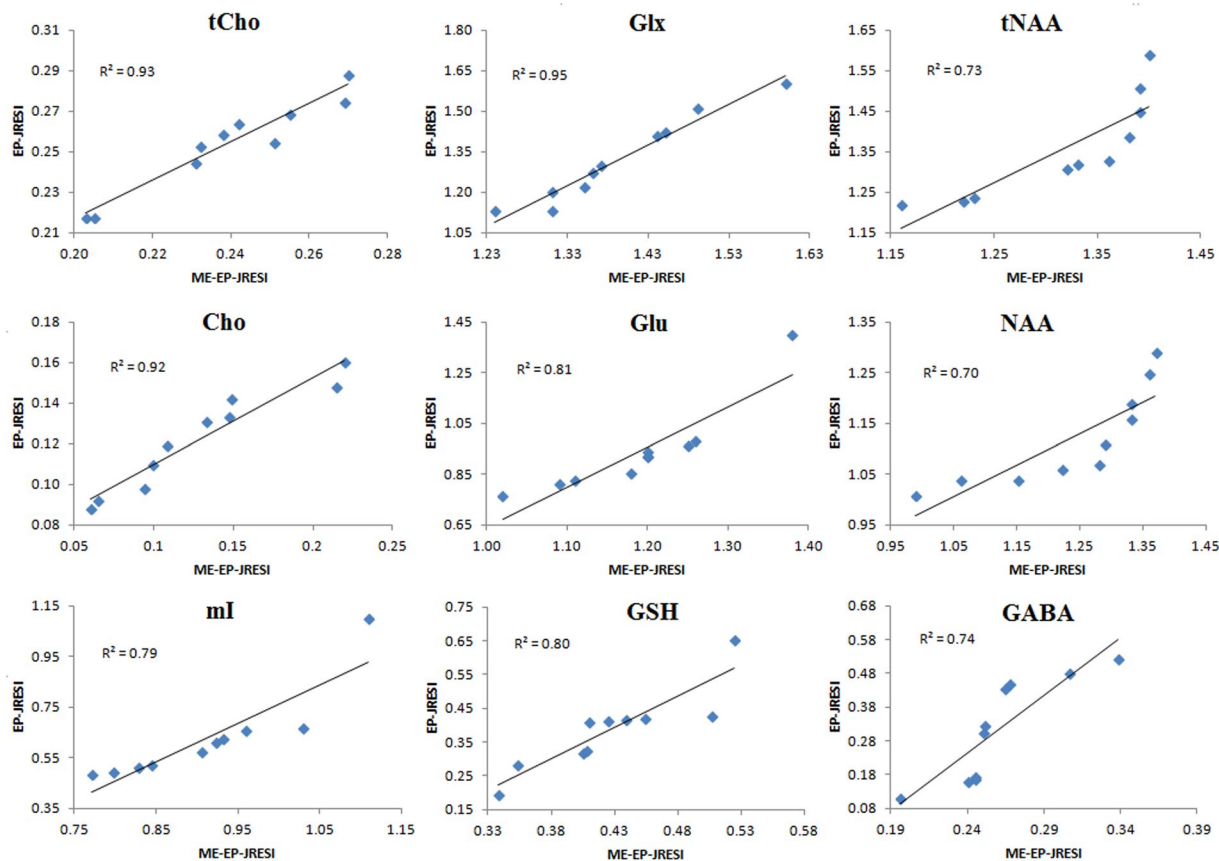 tCho
R² = 0.93
EP-JRESI
0.31
0.29
0.27
0.25
0.23
0.21
0.20 0.22 0.24 0.26 0.28
ME-EP-JRESI
Glx
R² = 0.95
EP-JRESI
1.80
1.65
1.50
1.35
1.20
1.05
1.23 1.33 1.43 1.53 1.63
ME-EP-JRESI
tNAA
R² = 0.73
EP-JRESI
1.65
1.55
1.45
1.35
1.25
1.15
1.15 1.25 1.35 1.45
ME-EP-JRESI
Cho
R² = 0.92
EP-JRESI
0.18
0.16
0.14
0.12
0.10
0.08
0.05 0.1 0.15 0.2 0.25
ME-EP-JRESI
Glu
R² = 0.81
EP-JRESI
1.45
1.25
1.05
0.85
0.65
1.00 1.10 1.20 1.30 1.40
ME-EP-JRESI
NAA
R² = 0.70
EP-JRESI
1.35
1.25
1.15
1.05
0.95
0.95 1.05 1.15 1.25 1.35 1.45
ME-EP-JRESI
mI
R² = 0.79
EP-JRESI
1.15
0.95
0.75
0.55
0.35
0.75 0.85 0.95 1.05 1.15
ME-EP-JRESI
GSH
R² = 0.80
EP-JRESI
0.75
0.65
0.55
0.45
0.35
0.25
0.15
0.33 0.38 0.43 0.48 0.53 0.58
ME-EP-JRESI
GABA
R² = 0.74
EP-JRESI
0.68
0.58
0.48
0.38
0.28
0.18
0.08
0.19 0.24 0.29 0.34 0.39
ME-EP-JRESI